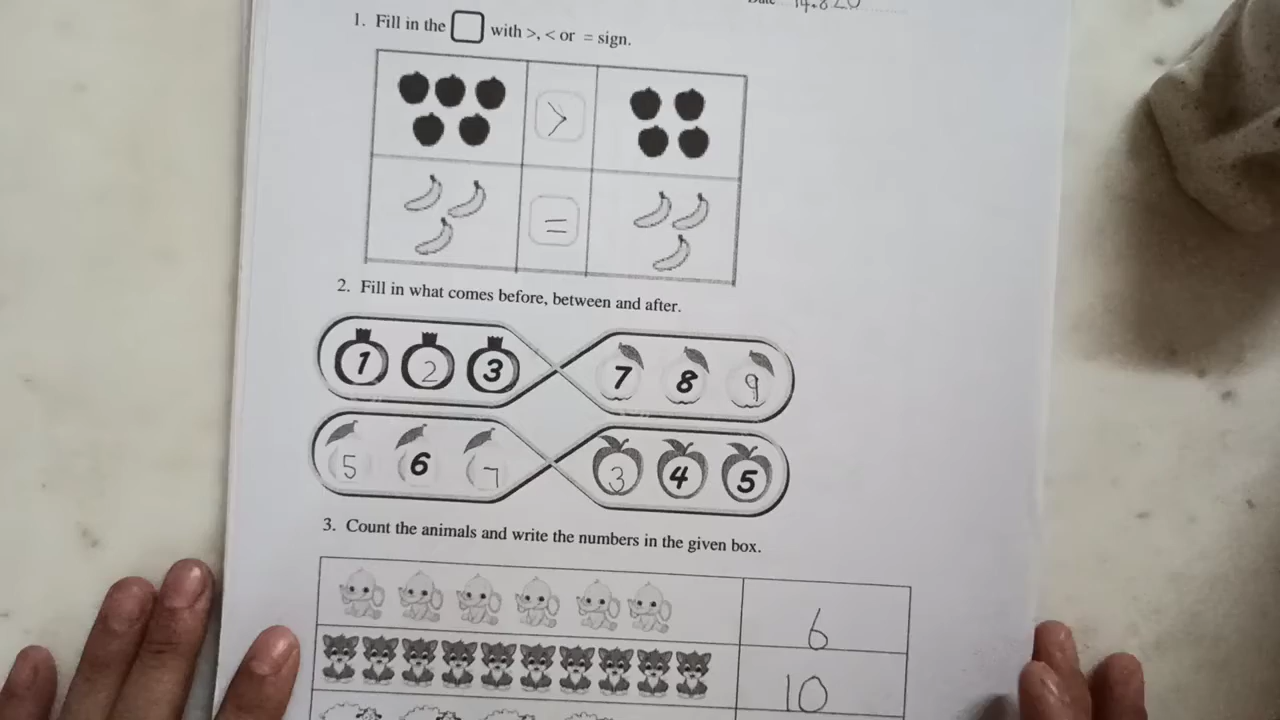 Date 14.8.20
1. Fill in the with >, < or = sign.
>
=
2. Fill in what comes before, between and after.
1 2 3 7 8 9
5 6 7 3 4 5
3. Count the animals and write the numbers in the given box.
6
10